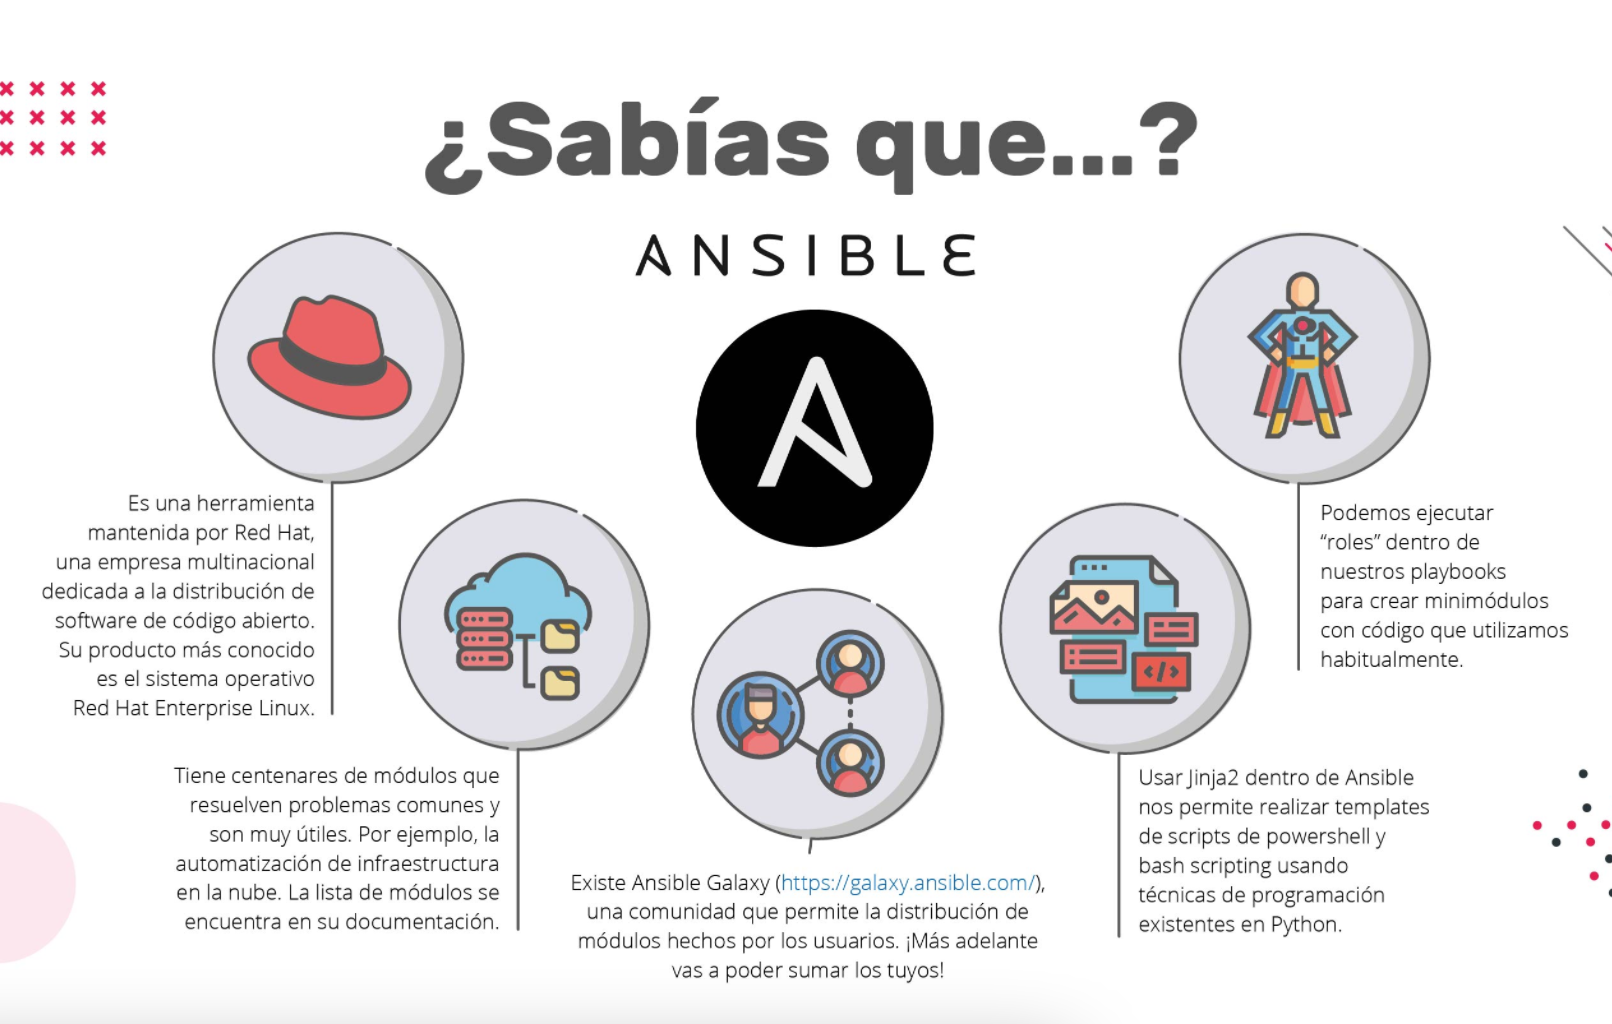 ¿Sabías que...?
ANSIBLE
Es una herramienta
mantenida por Red Hat,
una empresa multinacional
dedicada a la distribución de
software de código abierto.
Su producto más conocido
es el sistema operativo
Red Hat Enterprise Linux.
Tiene centenares de módulos que
resuelven problemas comunes y
son muy útiles. Por ejemplo, la
automatización de infraestructura
en la nube. La lista de módulos se
encuentra en su documentación.
Existe Ansible Galaxy (https://galaxy.ansible.com/),
una comunidad que permite la distribución de
módulos hechos por los usuarios. ¡Más adelante
vas a poder sumar los tuyos!
Usar Jinja2 dentro de Ansible
nos permite realizar templates
de scripts de powershell y
bash scripting usando
técnicas de programación
existentes en Python.
Podemos ejecutar
“roles” dentro de
nuestros playbooks
para crear minimódulos
con código que utilizamos
habitualmente.